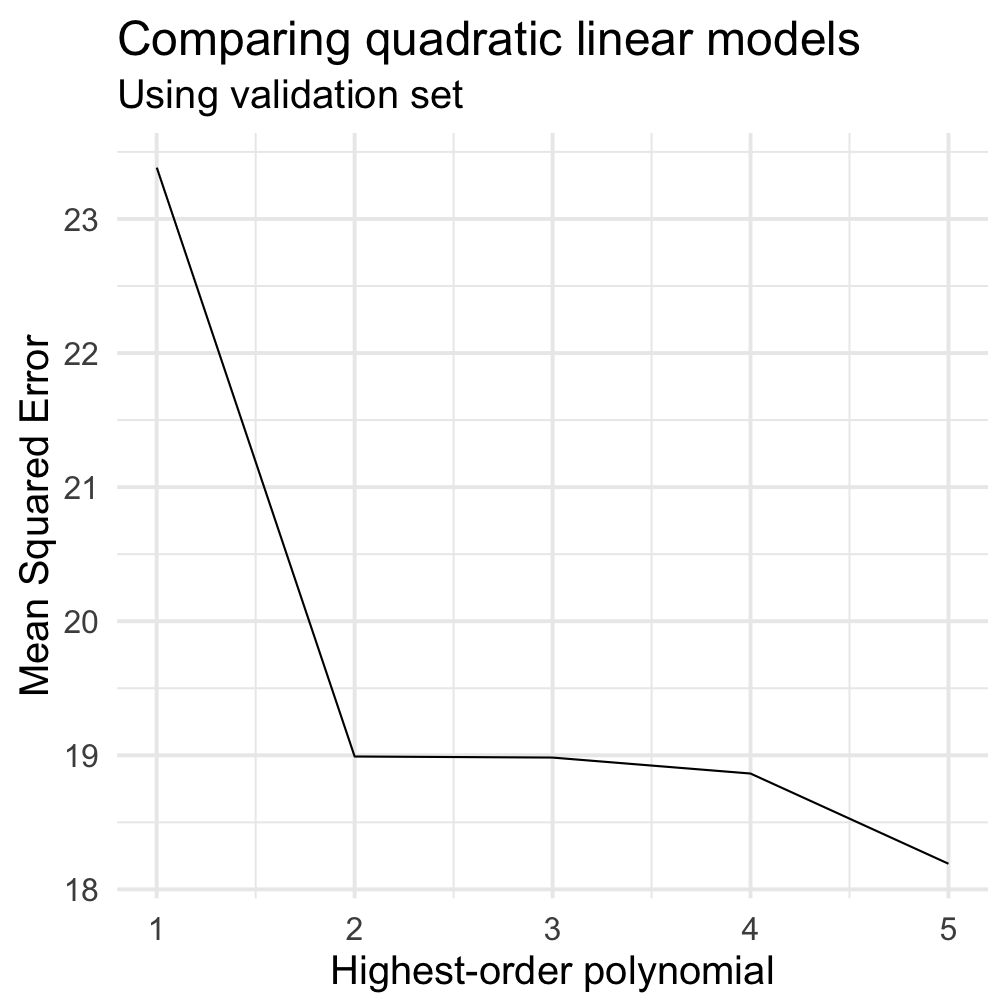 Comparing quadratic linear models
Using validation set
Mean Squared Error
23
22
21
20
19
18
1 2 3 4 5
Highest-order polynomial